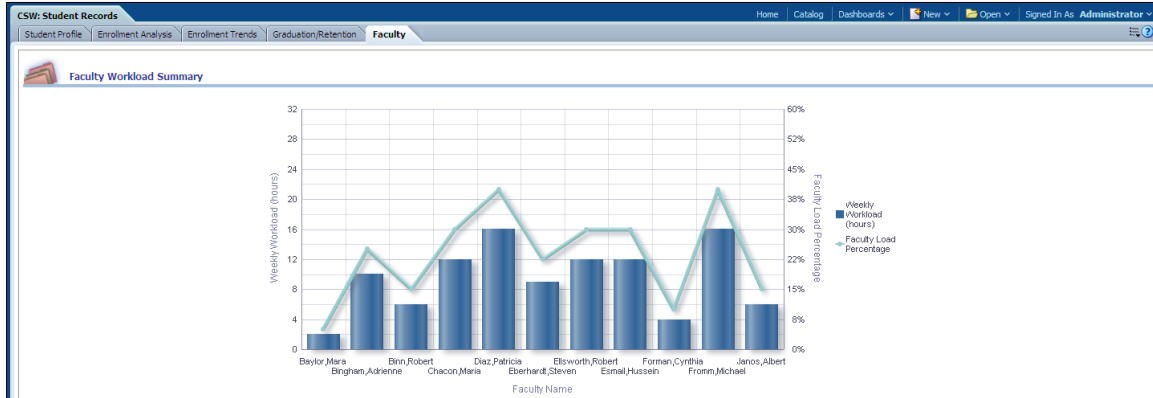 CSW: Student Records
Home Catalog Dashboards New Open Signed In As Administrator
Student Profile Enrollment Analysis Enrollment Trends Graduation/Retention Faculty
Faculty Workload Summary
32 60%
28 52%
24 45%
20 38%
16 30%
12 22%
8 15%
4 8%
0 0%
Weekly Workload (hours)
Faculty Load Percentage
Weekly
Workload
(hours)
Faculty Load
Percentage
Baylor,Mara Binn,Robert Diaz,Patricia Ellsworth,Robert Forman,Cynthia Janos,Albert
Bingham,Adrienne Chacon,Maria Eberhardt,Steven Esmail,Hussein Fromm,Michael
Faculty Name